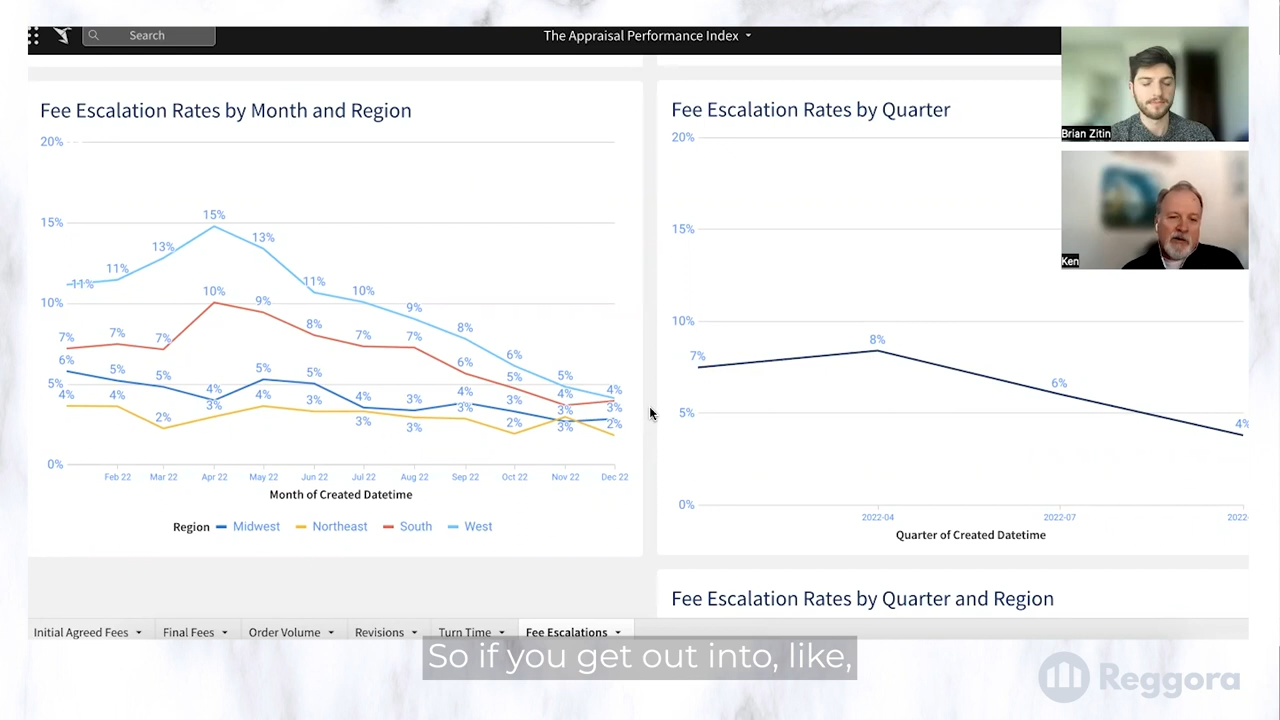 Search
The Appraisal Performance Index
Fee Escalation Rates by Month and Region
20%
15%
10%
5%
0%
11% 11% 13% 15% 13% 11% 10% 9% 8% 6% 5% 4%
7% 7% 7% 10% 9% 8% 7% 7% 6% 5% 4%
6% 5% 5% 4% 5% 5% 4% 3% 4% 3% 3% 3%
4% 4% 2% 3% 4% 3% 3% 3% 3% 2% 3% 2%
Feb 22 Mar 22 Apr 22 May 22 Jun 22 Jul 22 Aug 22 Sep 22 Oct 22 Nov 22 Dec 22
Month of Created Datetime
Region Midwest Northeast South West
Fee Escalation Rates by Quarter
20%
15%
10%
5%
0%
7% 8% 6% 4%
2022-04 2022-07 2022-
Quarter of Created Datetime
Fee Escalation Rates by Quarter and Region
Brian Zitin
Ken
Initial Agreed Fees Final Fees Order Volume Revisions Turn Time Fee Escalations
So if you get out into, like,
Reggora